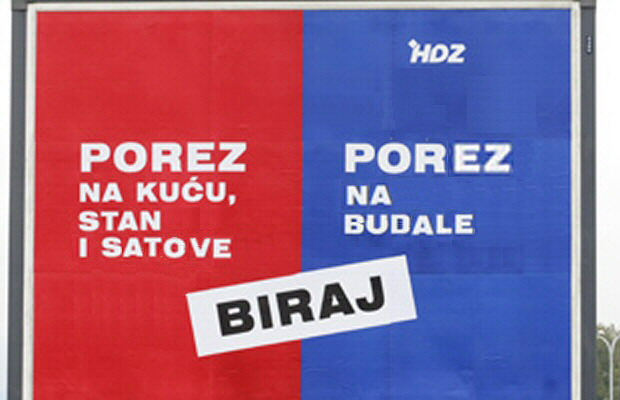 POREZ
NA KUĆU,
STAN
I SATOVE
HDZ
POREZ
NA
BUDALE
BIRAJ